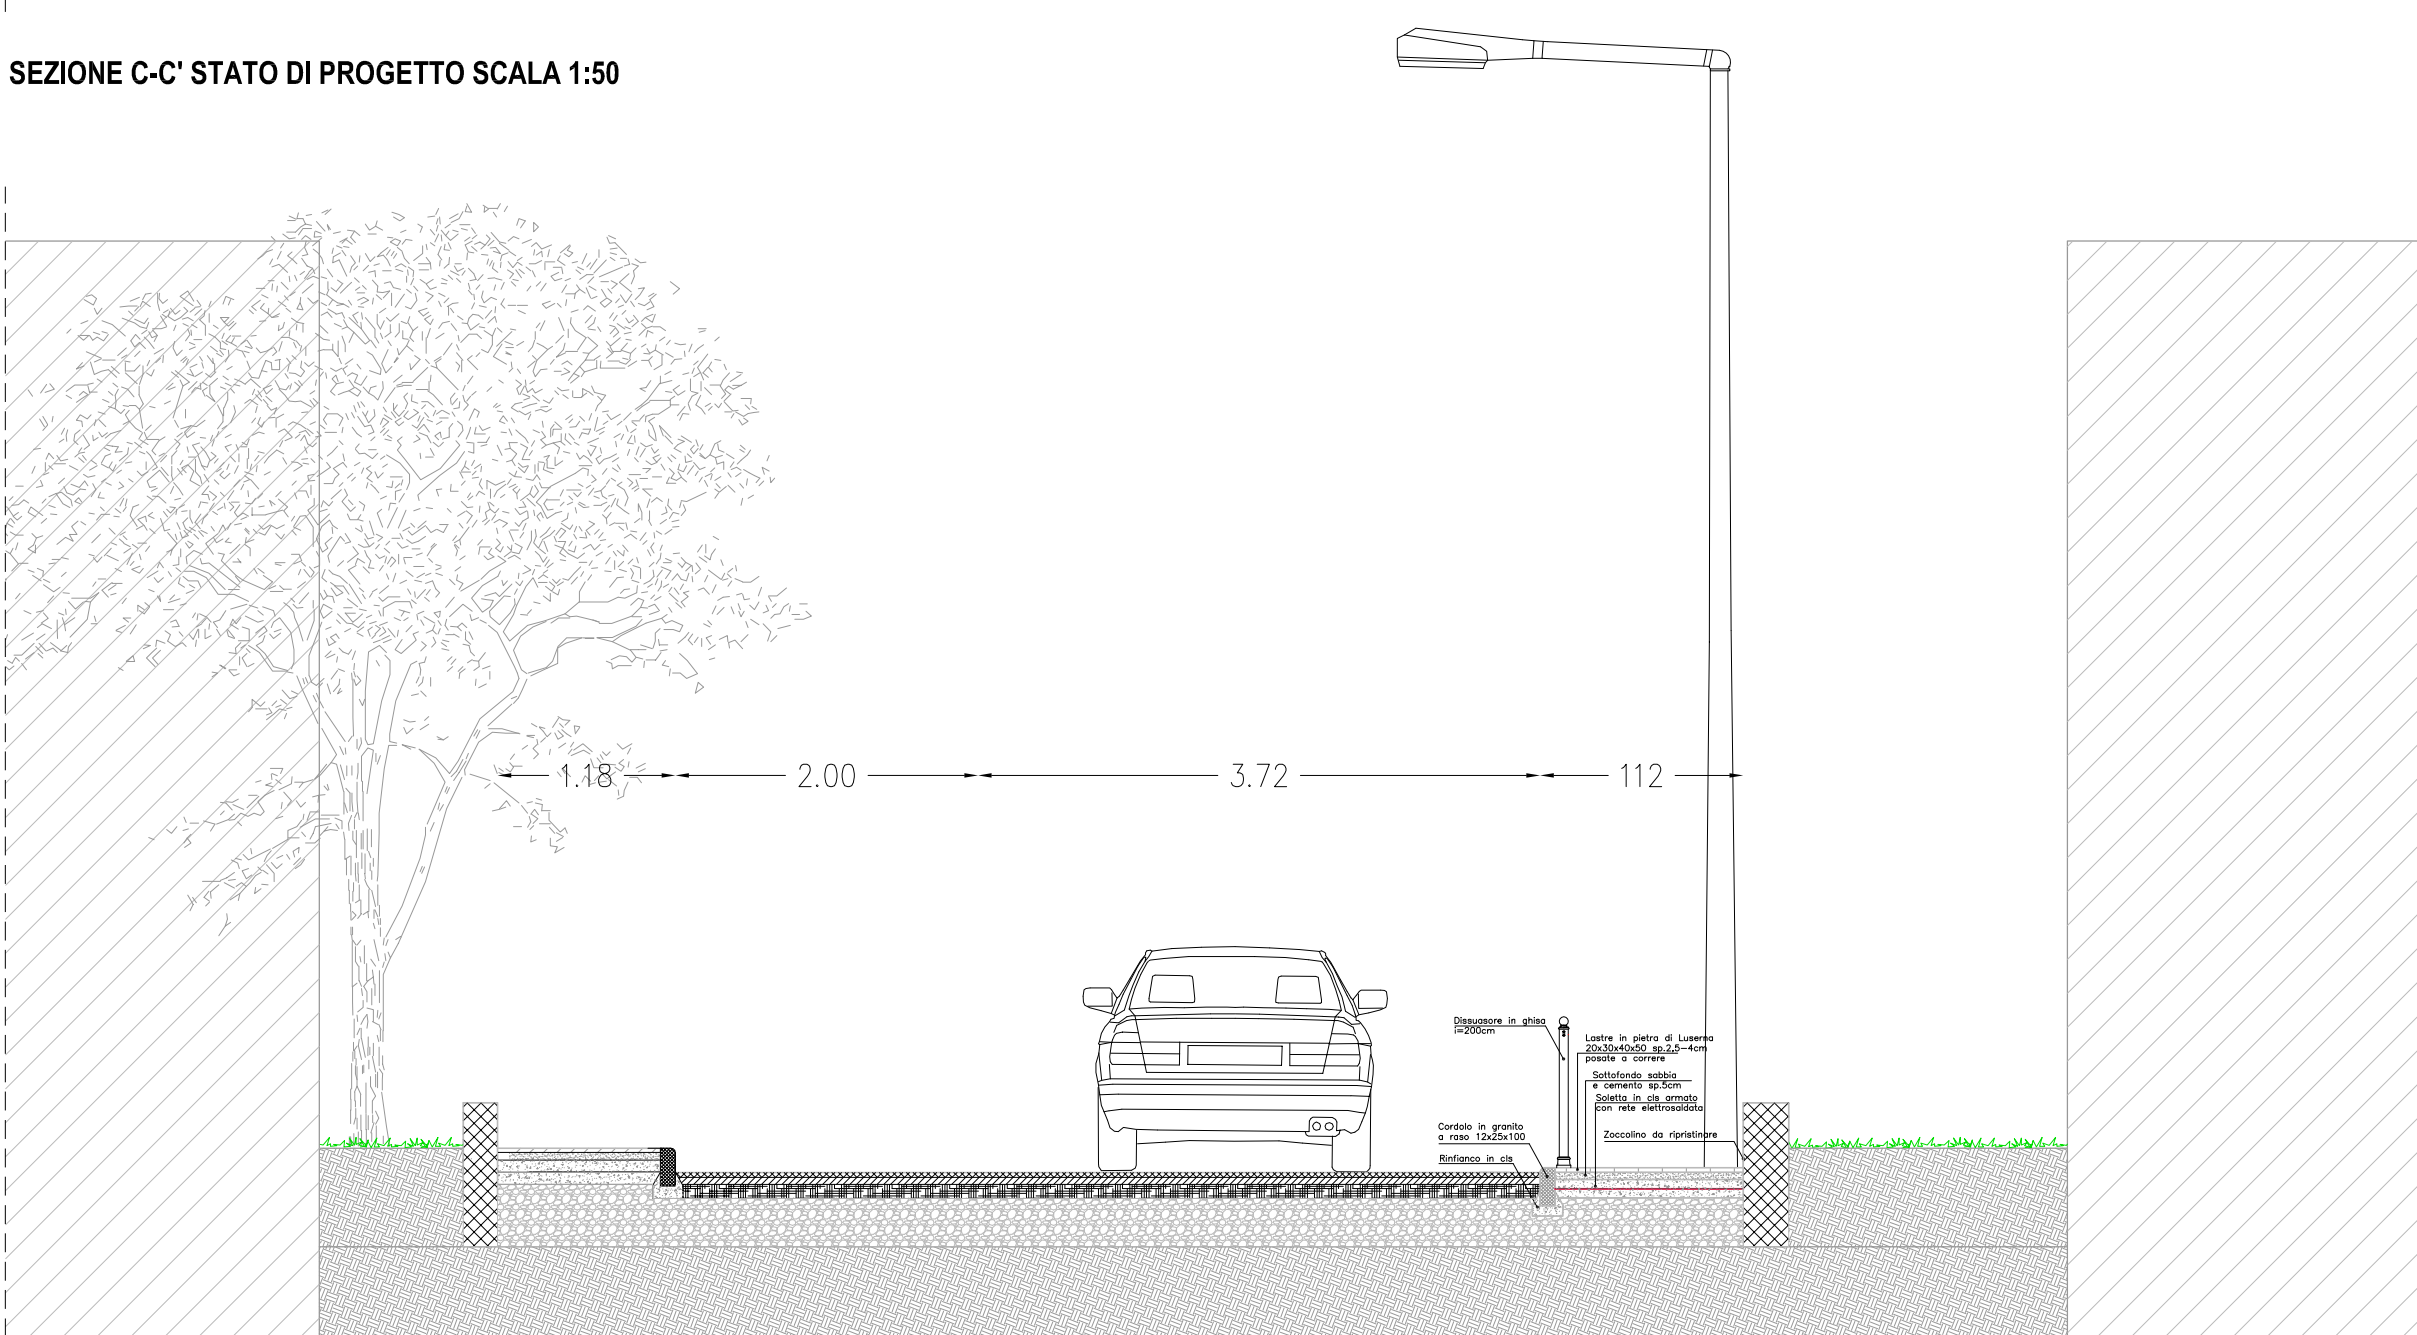 SEZIONE C-C' STATO DI PROGETTO SCALA 1:50
1.18
2.00
3.72
112
Dissuasore in ghisa
i=200cm
Lastre in pietra di Luserna
20x30x40x50 sp.2,5-4cm
posate a correre
Sottofondo sabbia
e cemento sp.5cm
Soletta in cls armato
con rete elettrosaldata
Cordolo in granito
a raso 12x25x100
Zoccolino da ripristinare
Rinfianco in cls